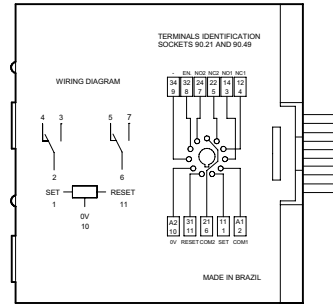 TERMINALS IDENTIFICATION
SOCKETS 90.21 AND 90.49
- EN. NO2 NC2 NO1 NC1
34 32 24 22 14 12
9 8 7 5 3 4
WIRING DIAGRAM
4 3 5 7
2 6
SET RESET
1 11
0V
10
A2 31 21 11 A1
10 11 6 1 2
0V RESET COM2 SET COM1
MADE IN BRAZIL